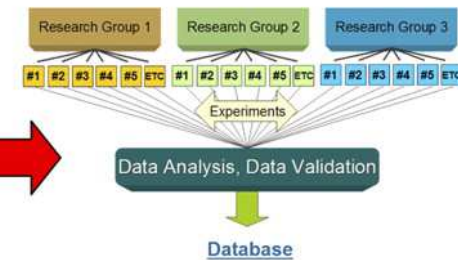 Research Group 1 Research Group 2 Research Group 3
#1 #2 #3 #4 #5 ETC #1 #2 #3 #4 #5 ETC #1 #2 #3 #4 #5 ETC
Experiments
Data Analysis, Data Validation
Database